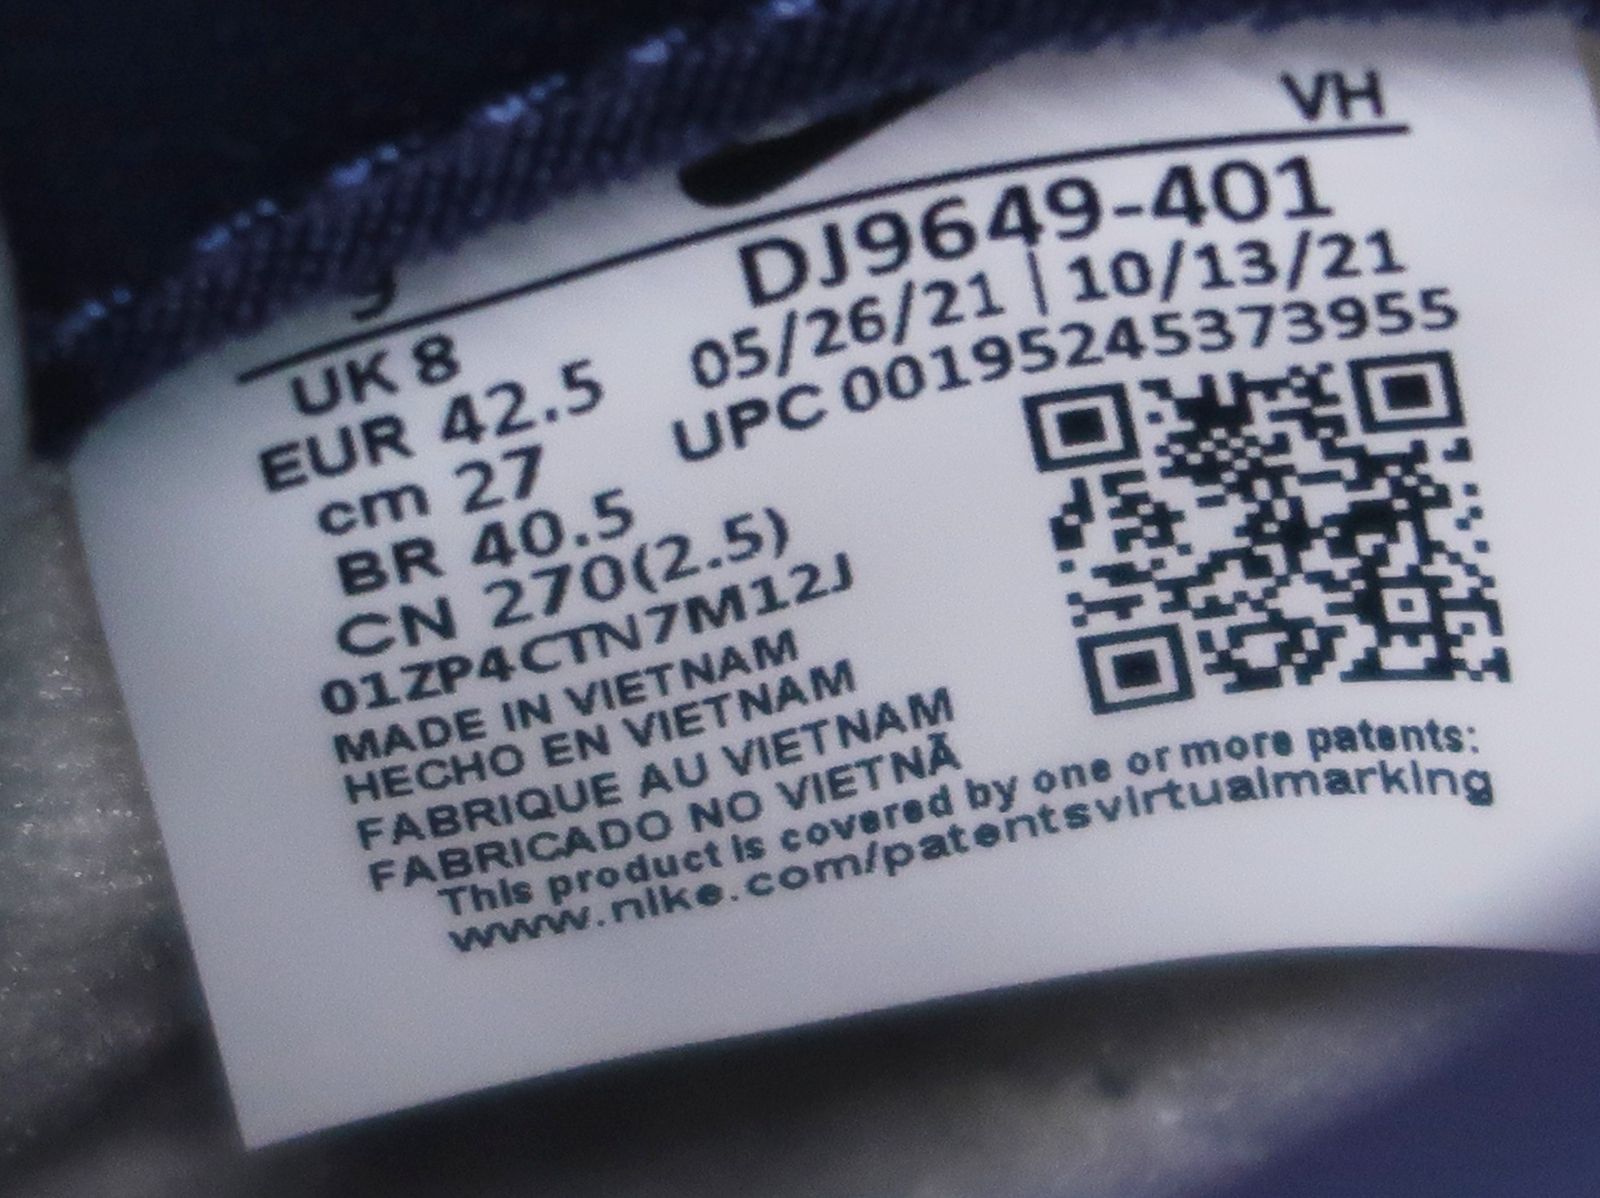 VH
DJ9649-401
05/26/21 | 10/13/21
UPC 00195245373955
UK 8
EUR 42.5
cm 27
BR 40.5
CN 270(2.5)
01ZP4CTN7M12J
MADE IN VIETNAM
HECHO EN VIETNAM
FABRIQUE AU VIETNAM
FABRICADO NO VIETNÃ
This product is covered by one or more patents:
www.nike.com/patentsvirtualmarking